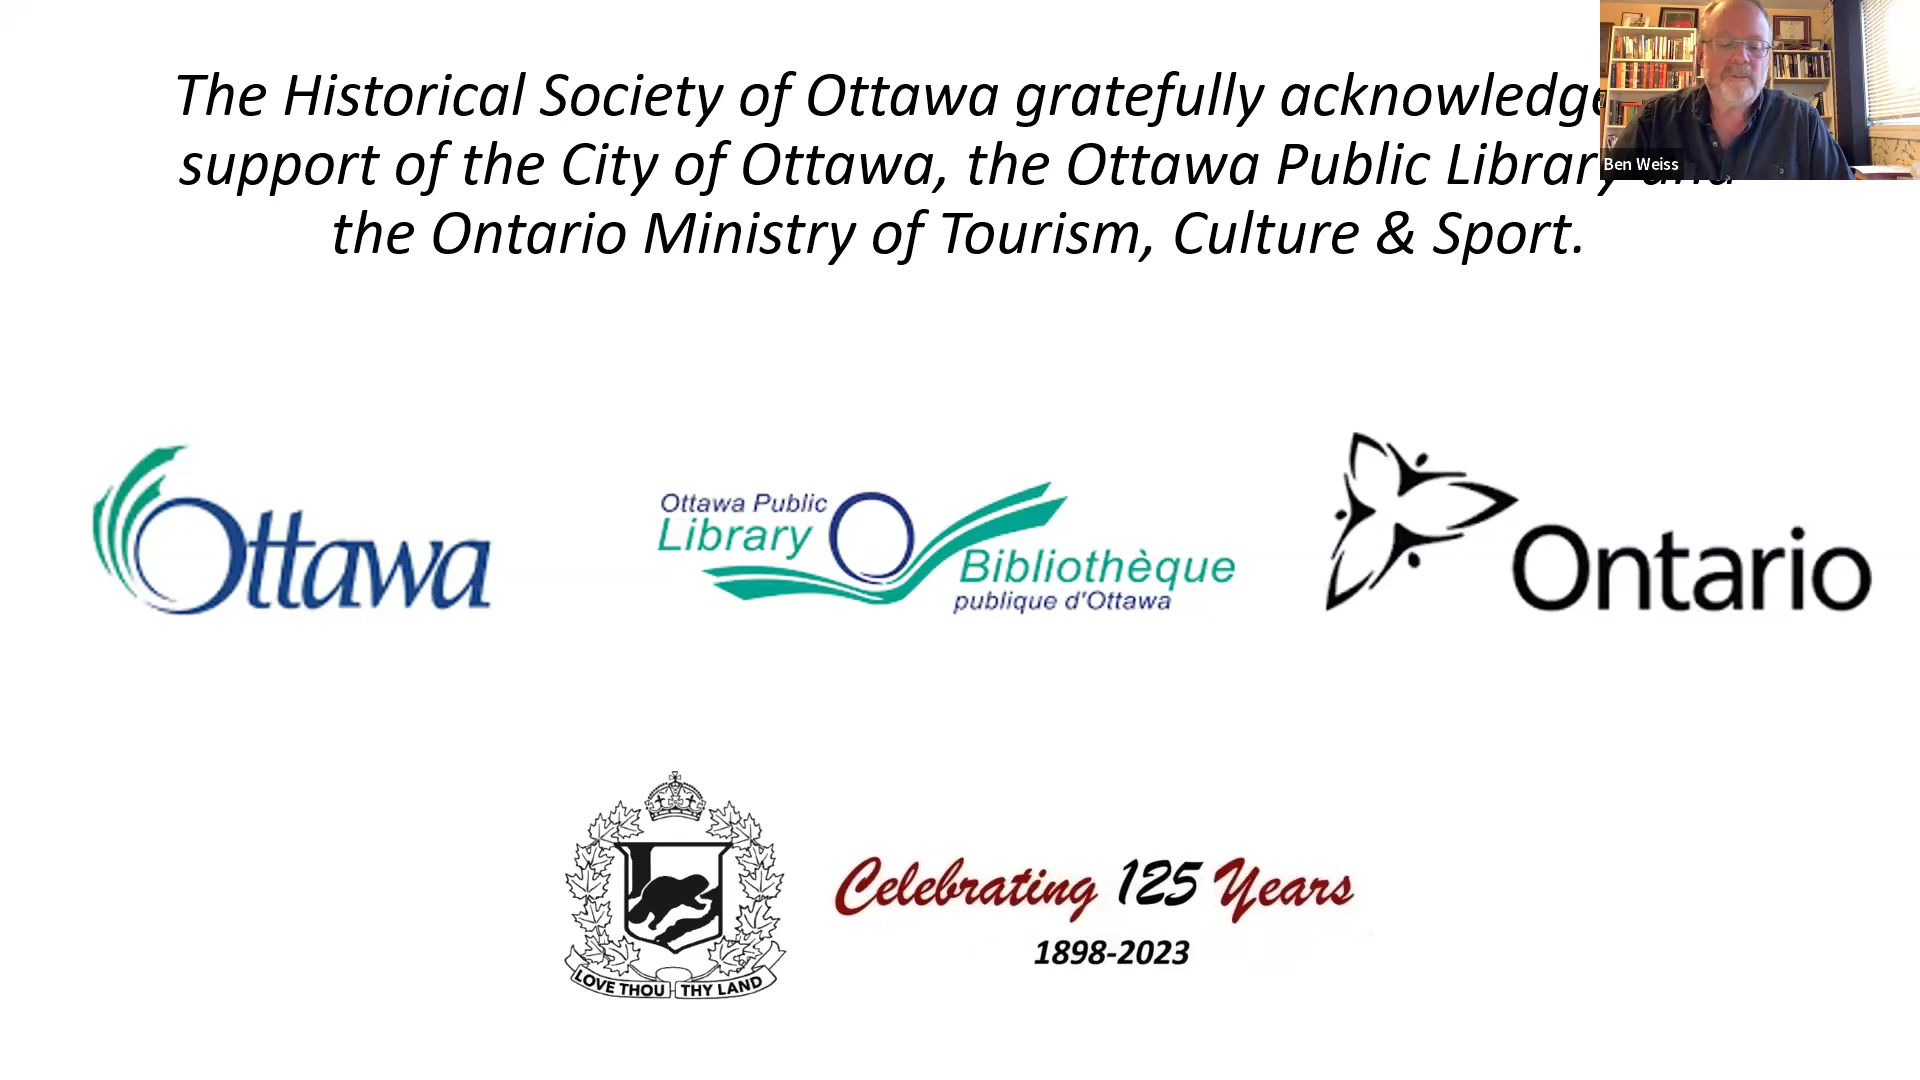 The Historical Society of Ottawa gratefully acknowledge
support of the City of Ottawa, the Ottawa Public Library and
the Ontario Ministry of Tourism, Culture & Sport.
Ben Weiss
Ottawa
Ottawa Public
Library
Bibliothèque
publique d'Ottawa
Ontario
Celebrating 125 Years
1898-2023
LOVE THOU THY LAND